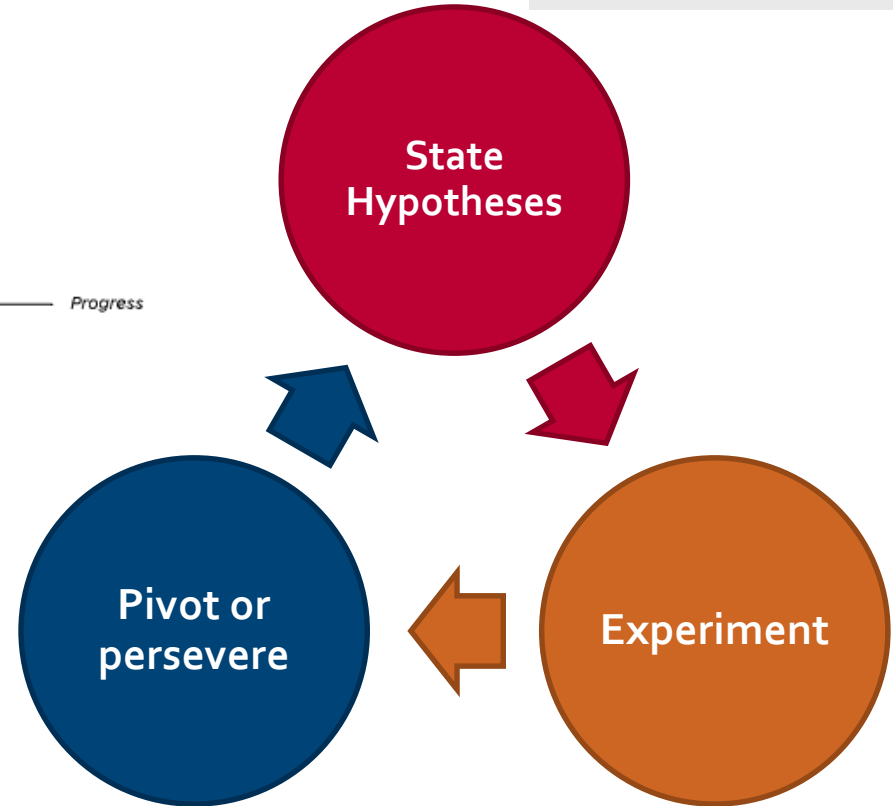 State
Hypotheses
Progress
Pivot or
persevere
Experiment